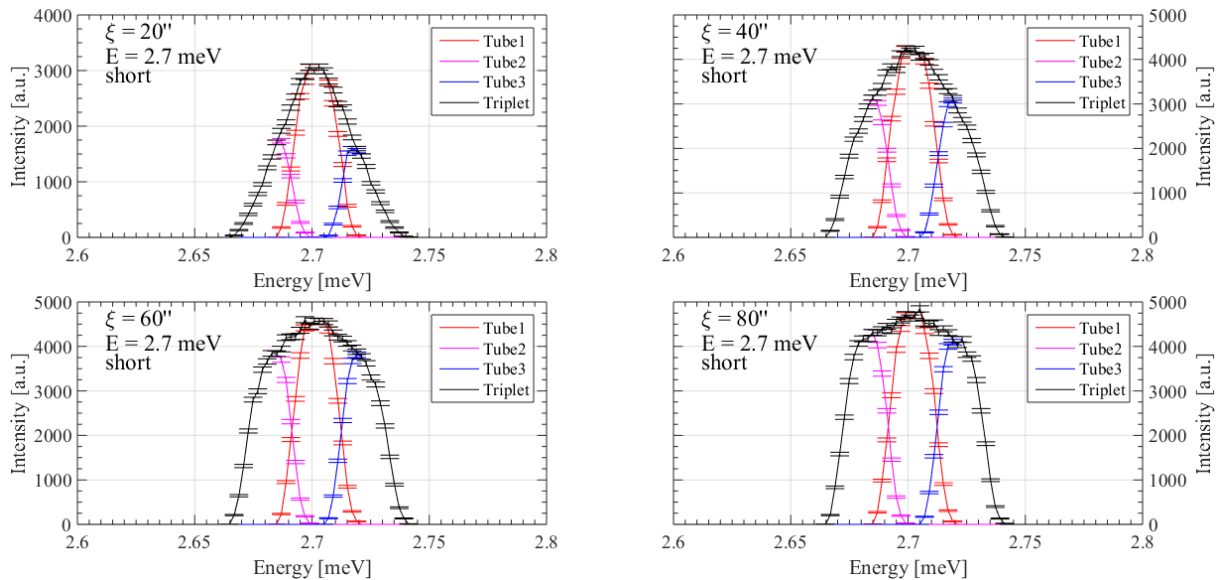 4000
3000
2000
1000
0
Intensity [a.u.]
ξ = 20"
E = 2.7 meV
short
Tube1
Tube2
Tube3
Triplet
2.6
2.65
2.7
2.75
2.8
Energy [meV]
ξ = 40"
E = 2.7 meV
short
Tube1
Tube2
Tube3
Triplet
5000
4000
3000
2000
1000
0
Intensity [a.u.]
2.6
2.65
2.7
2.75
2.8
Energy [meV]
5000
4000
3000
2000
1000
0
Intensity [a.u.]
ξ = 60"
E = 2.7 meV
short
Tube1
Tube2
Tube3
Triplet
2.6
2.65
2.7
2.75
2.8
Energy [meV]
ξ = 80"
E = 2.7 meV
short
Tube1
Tube2
Tube3
Triplet
5000
4000
3000
2000
1000
0
Intensity [a.u.]
2.6
2.65
2.7
2.75
2.8
Energy [meV]